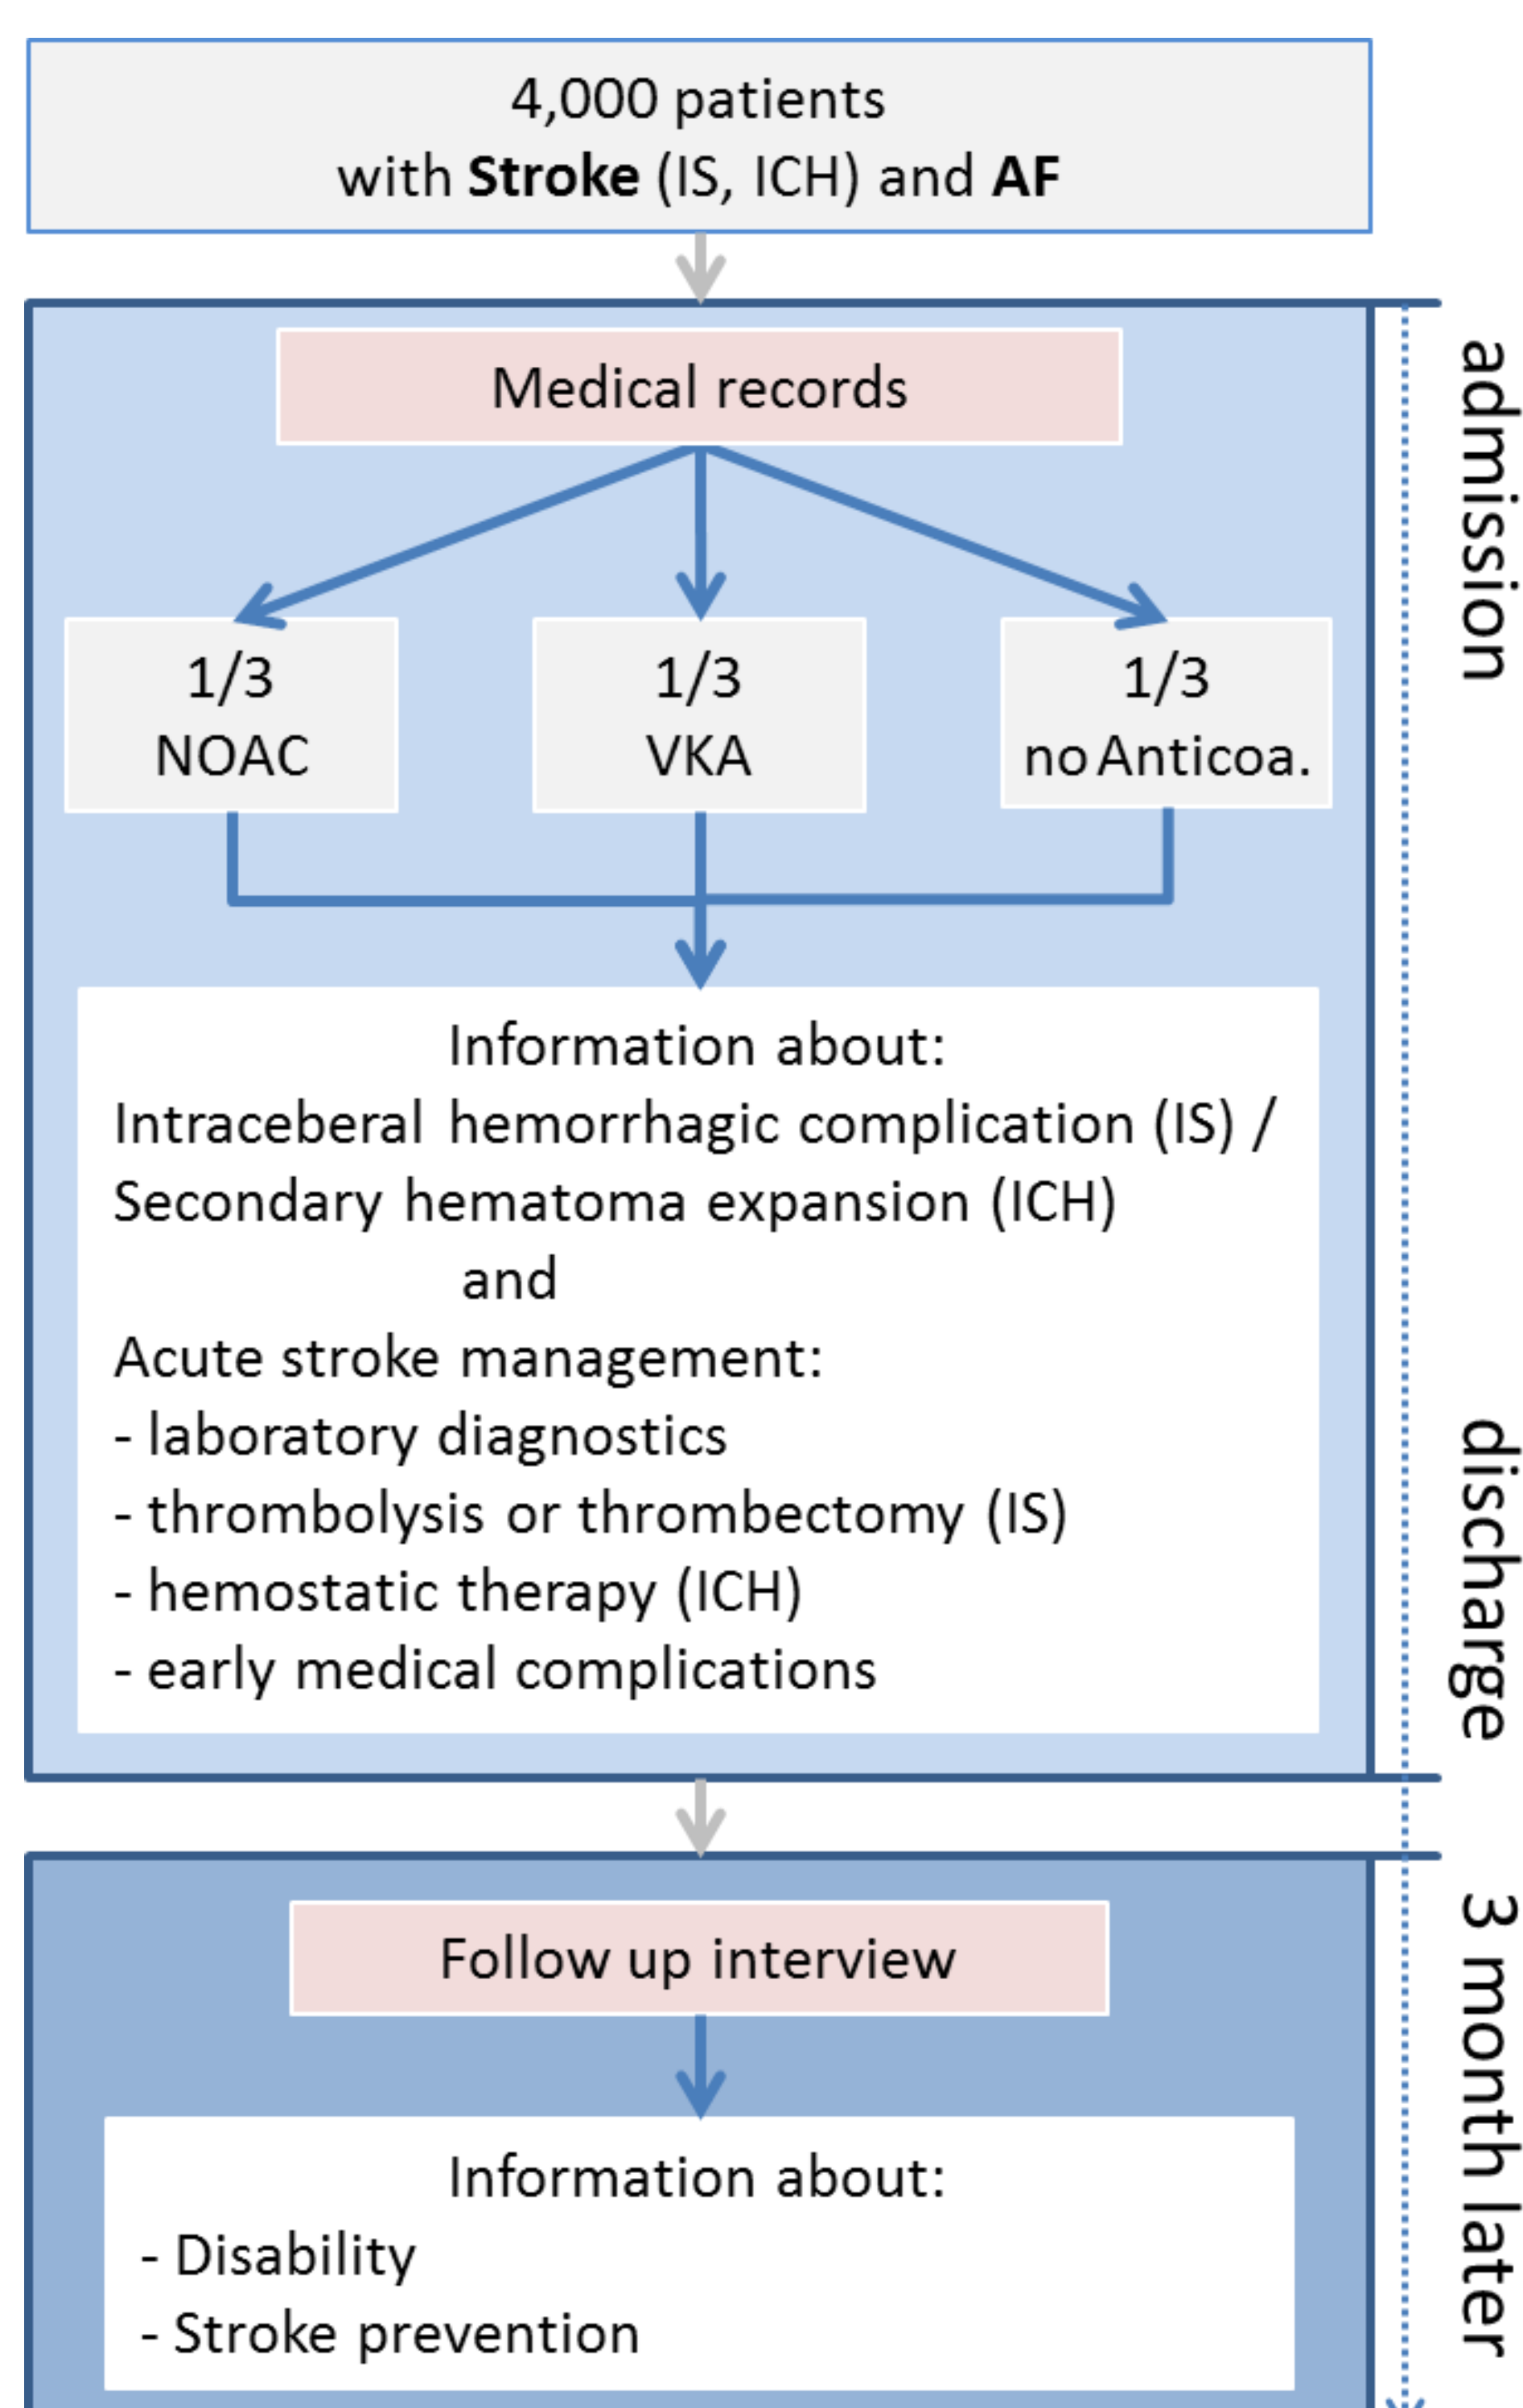 4,000 patients
with Stroke (IS, ICH) and AF
admission
Medical records
1/3
NOAC
1/3
VKA
1/3
no Anticoa.
Information about:
Intraceberal hemorrhagic complication (IS) /
Secondary hematoma expansion (ICH)
and
Acute stroke management:
- laboratory diagnostics
- thrombolysis or thrombectomy (IS)
- hemostatic therapy (ICH)
- early medical complications
discharge
3 month later
Follow up interview
Information about:
- Disability
- Stroke prevention